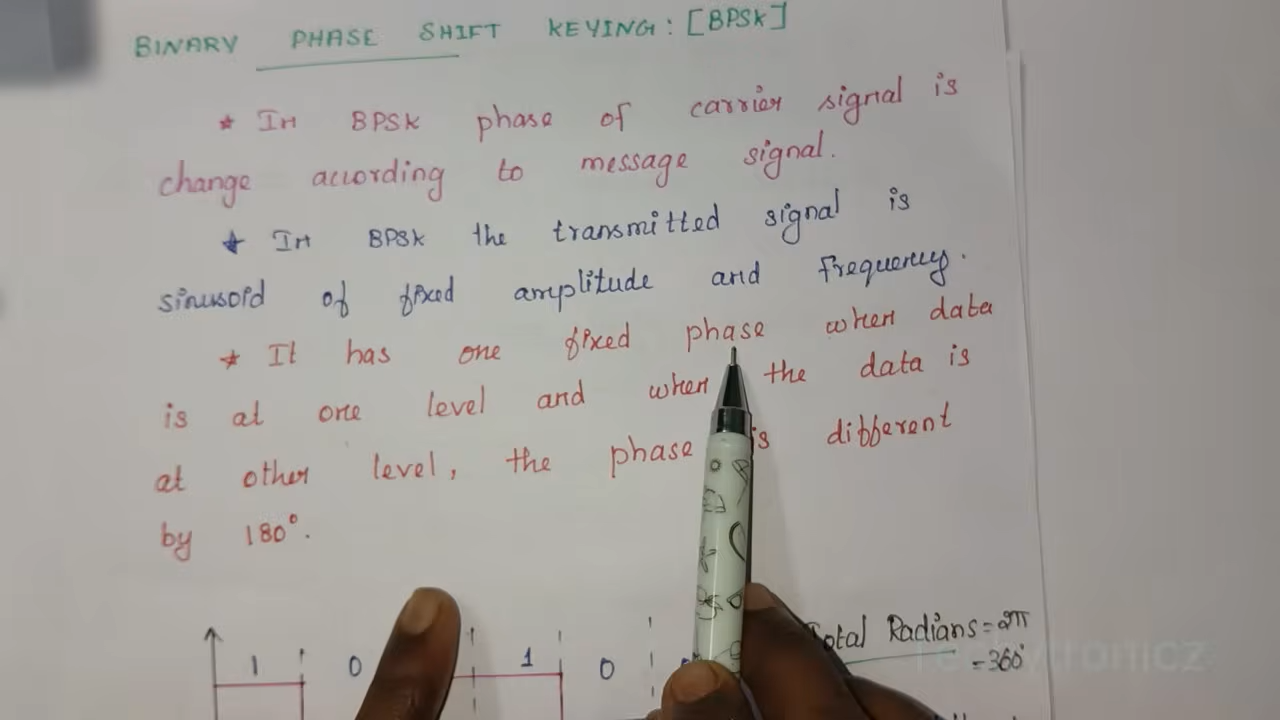 BINARY PHASE SHIFT KEYING: [BPSK]
* In BPSK phase of carrier signal is
change according to message signal.
* In BPSK the transmitted signal is
sinusoid of fixed amplitude and frequency.
* It has one fixed phase when data
is at one level and when the data is
at other level, the phase is different
by 180°.
1 0 1 0
Total Radians = 2π
= 360°